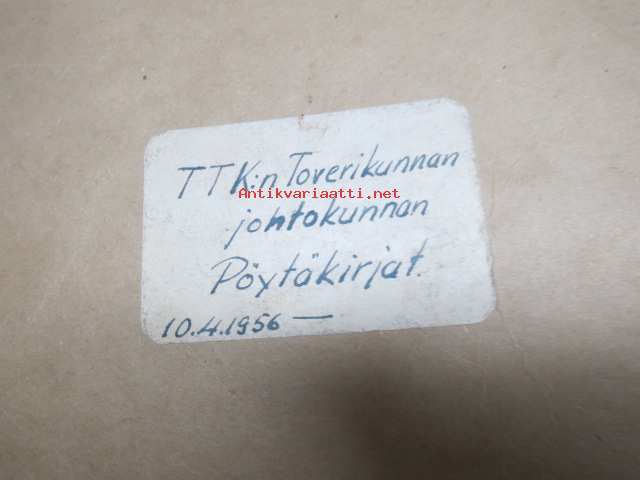 TTK:n Toverikunnan
Antikvariaatti.net
johtokunnan
Pöytäkirjat.
10.4.1956 —